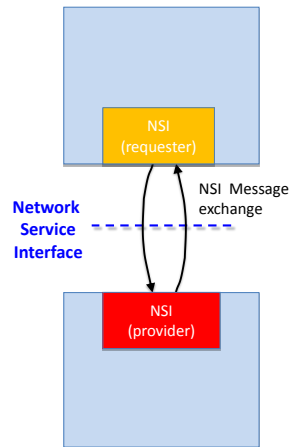 NSI
(requester)
NSI Message
exchange
Network
Service
Interface
NSI
(provider)